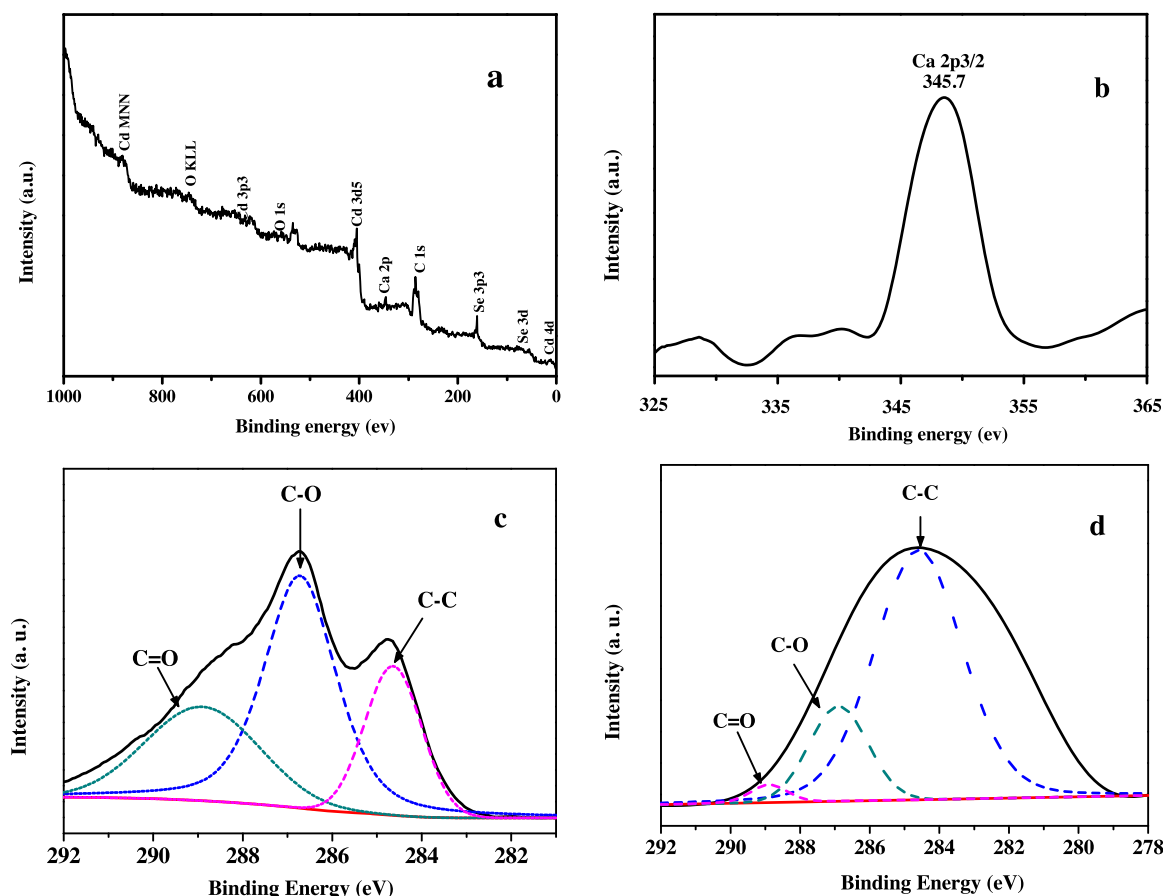 a
Cd MNN
O KLL
d 3p3
O 1s
Cd 3d5
Ca 2p
C 1s
Se 3p3
Se 3d
Cd 4d
Intensity (a.u.)
1000 800 600 400 200 0
Binding energy (ev)
Ca 2p3/2
345.7
b
Intensity (a.u.)
325 335 345 355 365
Binding energy (ev)
C-O
c
C-C
C=O
Intensity (a. u.)
292 290 288 286 284 282
Binding Energy (eV)
C-C
d
C-O
C=O
Intensity (a. u.)
292 290 288 286 284 282 280 278
Binding Energy (eV)